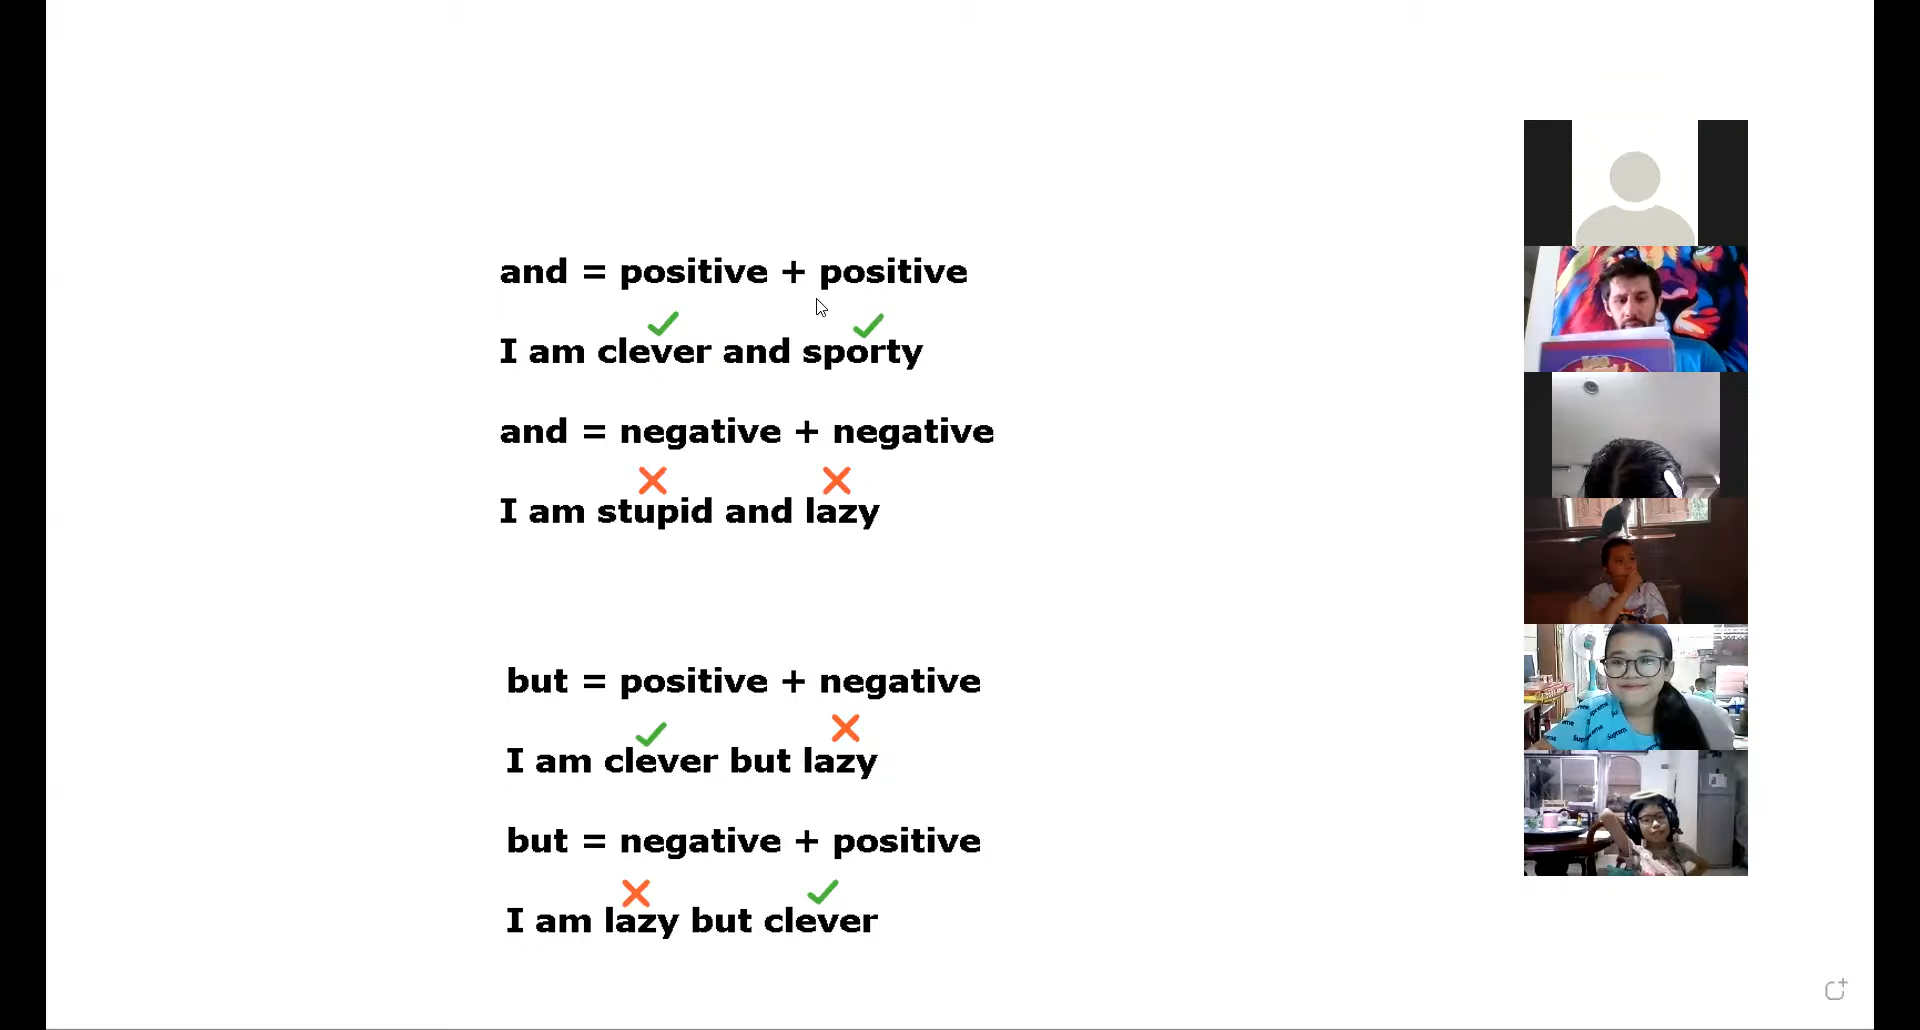 and = positive + positive
I am clever and sporty
and = negative + negative
I am stupid and lazy
but = positive + negative
I am clever but lazy
but = negative + positive
I am lazy but clever
Supreme